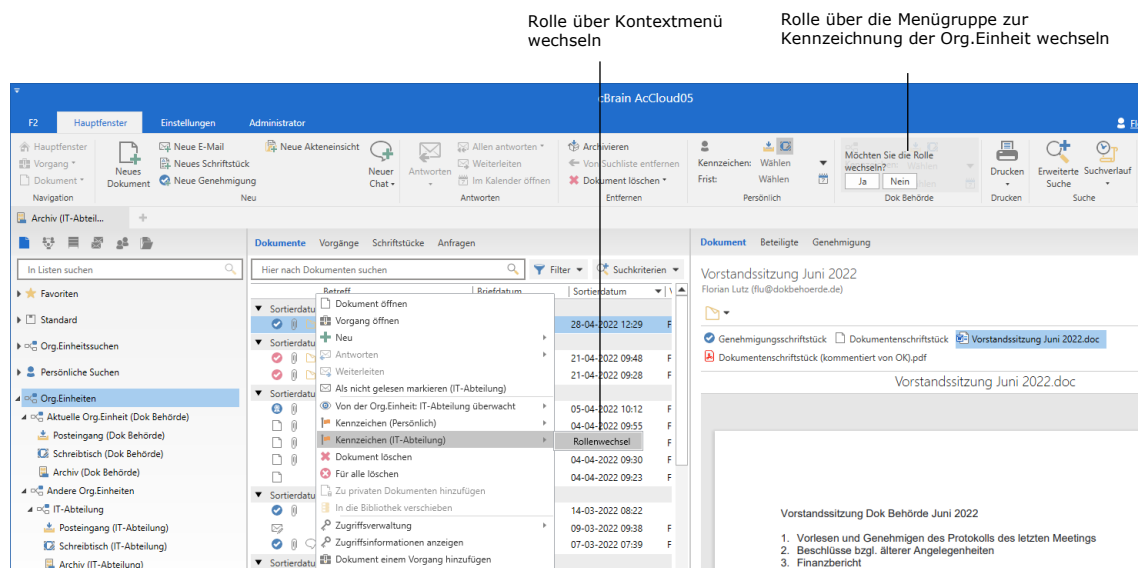 Rolle über Kontextmenü
wechseln
Rolle über die Menügruppe zur
Kennzeichnung der Org.Einheit wechseln
cBrain AcCloud05
F2 Hauptfenster Einstellungen Administrator
Hauptfenster
Vorgang
Dokument
Navigation
Neues
Dokument
Neue E-Mail
Neues Schriftstück
Neue Genehmigung
Neue Akteneinsicht
Neuer
Chat
Neu
Antworten
Allen antworten
Weiterleiten
Im Kalender öffnen
Antworten
Archivieren
Von Suchliste entfernen
Dokument löschen
Entfernen
Kennzeichen: Wählen
Frist: Wählen
Persönlich
Möchten Sie die Rolle
wechseln?
Ja Nein
Dok Behörde
Drucken
Drucken
Erweiterte
Suche
Suchverlauf
Suche
Archiv (IT-Abteil... +
In Listen suchen
Favoriten
Standard
Org.Einheitssuchen
Persönliche Suchen
Org.Einheiten
Aktuelle Org.Einheit (Dok Behörde)
Posteingang (Dok Behörde)
Schreibtisch (Dok Behörde)
Archiv (Dok Behörde)
Andere Org.Einheiten
IT-Abteilung
Posteingang (IT-Abteilung)
Schreibtisch (IT-Abteilung)
Archiv (IT-Abteilung)
Dokumente Vorgänge Schriftstücke Anfragen
Hier nach Dokumenten suchen
Filter Suchkriterien
Betreff Briefdatum Sortierdatum
Sortierdatu
28-04-2022 12:29 F
Sortierdatu
21-04-2022 09:48 F
21-04-2022 09:28 F
Sortierdatu
05-04-2022 10:12 F
04-04-2022 09:55 F
F
04-04-2022 09:30 F
04-04-2022 09:23 F
Sortierdatu
14-03-2022 08:22
09-03-2022 09:38 F
07-03-2022 07:39 F
Sortierdatu
Dokument öffnen
Vorgang öffnen
Neu
Antworten
Weiterleiten
Als nicht gelesen markieren (IT-Abteilung)
Von der Org.Einheit: IT-Abteilung überwacht
Kennzeichen (Persönlich)
Kennzeichen (IT-Abteilung)
Rollenwechsel
Dokument löschen
Für alle löschen
Zu privaten Dokumenten hinzufügen
In die Bibliothek verschieben
Zugriffsverwaltung
Zugriffsinformationen anzeigen
Dokument einem Vorgang hinzufügen
Dokument Beteiligte Genehmigung
Vorstandssitzung Juni 2022
Florian Lutz (flu@dokbehoerde.de)
Genehmigungsschriftstück Dokumentenschriftstück Vorstandssitzung Juni 2022.doc
Dokumentenschriftstück (kommentiert von OK).pdf
Vorstandssitzung Juni 2022.doc
Vorstandssitzung Dok Behörde Juni 2022
1. Vorlesen und Genehmigen des Protokolls des letzten Meetings
2. Beschlüsse bzgl. älterer Angelegenheiten
3. Finanzbericht